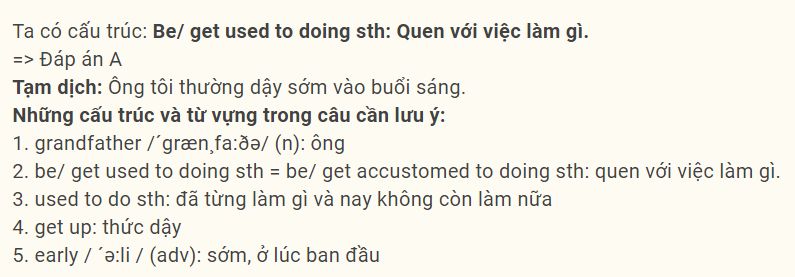 Ta có cấu trúc: Be/ get used to doing sth: Quen với việc làm gì.
=> Đáp án A
Tạm dịch: Ông tôi thường dậy sớm vào buổi sáng.
Những cấu trúc và từ vựng trong câu cần lưu ý:
1. grandfather /´græn¸fa:ðə/ (n): ông
2. be/ get used to doing sth = be/ get accustomed to doing sth: quen với việc làm gì.
3. used to do sth: đã từng làm gì và nay không còn làm nữa
4. get up: thức dậy
5. early / ´ə:li / (adv): sớm, ở lúc ban đầu